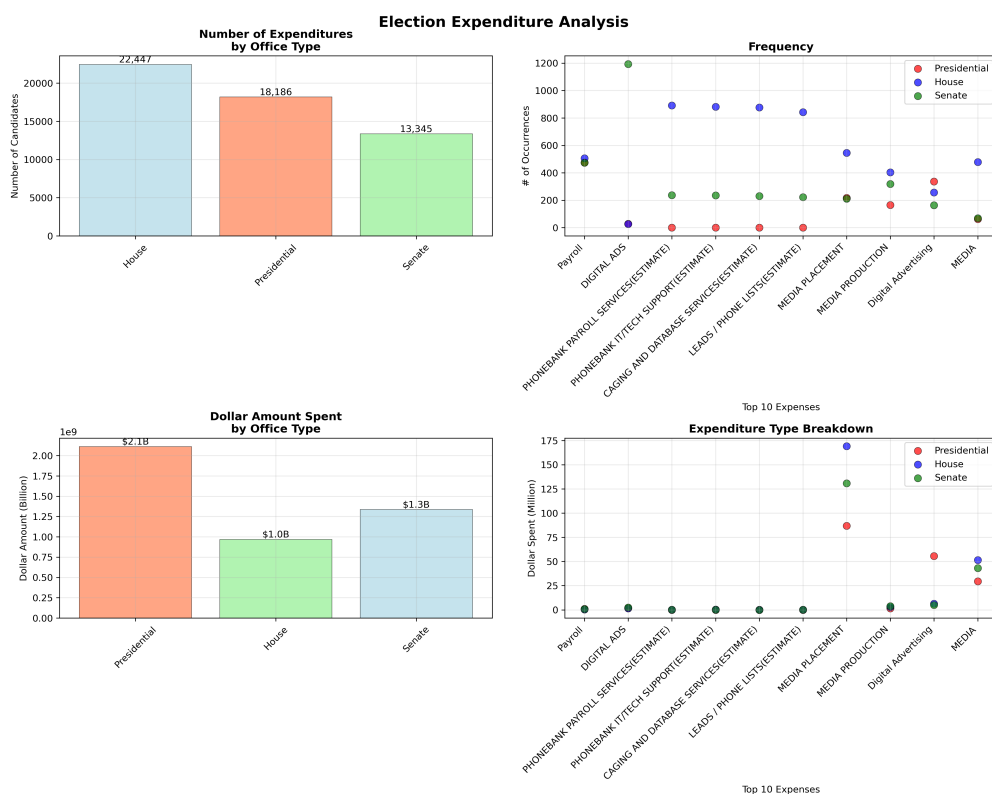 Election Expenditure Analysis
Number of Expenditures
by Office Type
22,447
18,186
13,345
20000
15000
10000
5000
0
Number of Candidates
House
Presidential
Senate
Frequency
Presidential
House
Senate
1200
1000
800
600
400
200
0
# of Occurrences
Payroll
DIGITAL ADS
PHONEBANK PAYROLL SERVICES(ESTIMATE)
PHONEBANK IT/TECH SUPPORT(ESTIMATE)
CAGING AND DATABASE SERVICES(ESTIMATE)
LEADS / PHONE LISTS(ESTIMATE)
MEDIA PLACEMENT
MEDIA PRODUCTION
Digital Advertising
MEDIA
Top 10 Expenses
Dollar Amount Spent
by Office Type
1e9
$2.1B
$1.0B
$1.3B
2.00
1.75
1.50
1.25
1.00
0.75
0.50
0.25
0.00
Dollar Amount (Billion)
Presidential
House
Senate
Expenditure Type Breakdown
Presidential
House
Senate
175
150
125
100
75
50
25
0
Dollar Spent (Million)
Payroll
DIGITAL ADS
PHONEBANK PAYROLL SERVICES(ESTIMATE)
PHONEBANK IT/TECH SUPPORT(ESTIMATE)
CAGING AND DATABASE SERVICES(ESTIMATE)
LEADS / PHONE LISTS(ESTIMATE)
MEDIA PLACEMENT
MEDIA PRODUCTION
Digital Advertising
MEDIA
Top 10 Expenses